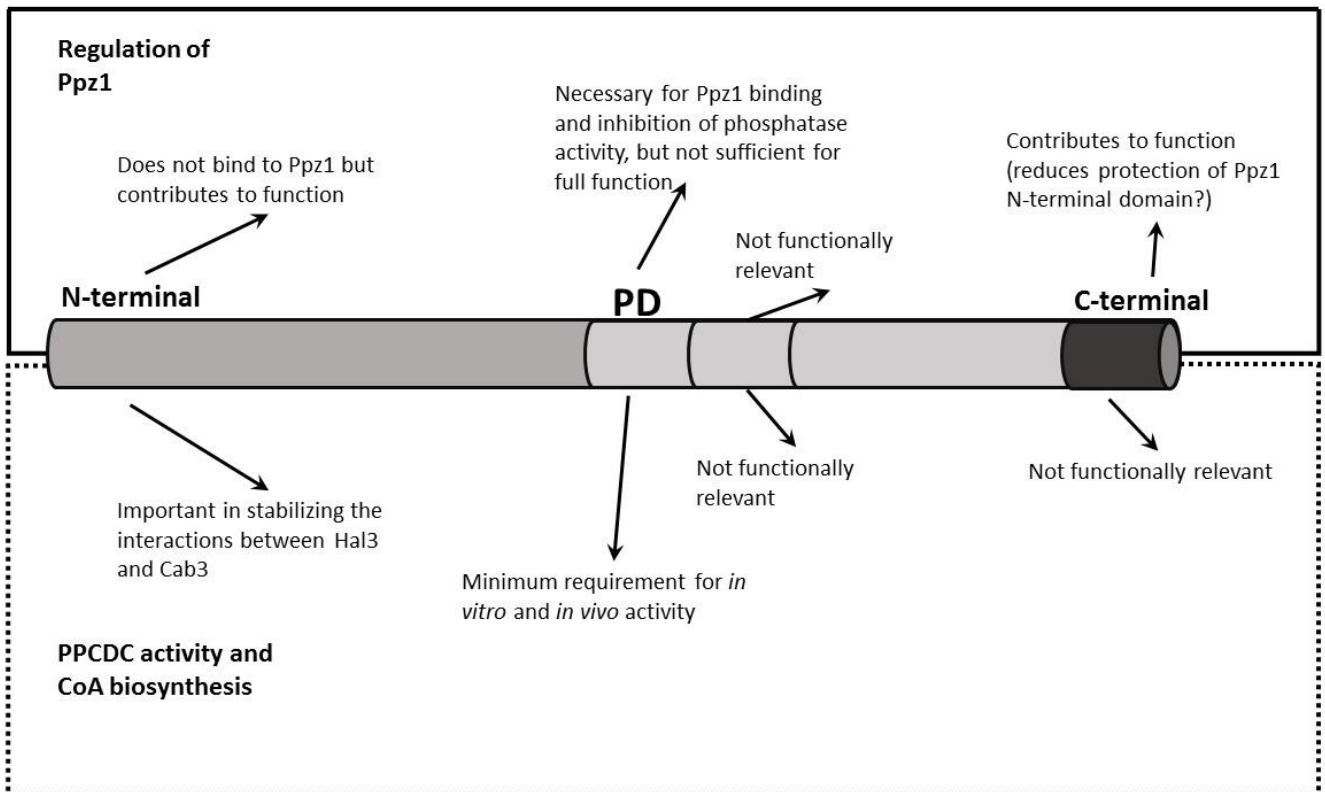 Regulation of
Ppz1
Necessary for Ppz1 binding
and inhibition of phosphatase
activity, but not sufficient for
full function
Contributes to function
(reduces protection of Ppz1
N-terminal domain?)
Does not bind to Ppz1 but
contributes to function
Not functionally
relevant
N-terminal
PD
C-terminal
Not functionally
relevant
Not functionally relevant
Important in stabilizing the
interactions between Hal3
and Cab3
Minimum requirement for in
vitro and in vivo activity
PPCDC activity and
CoA biosynthesis